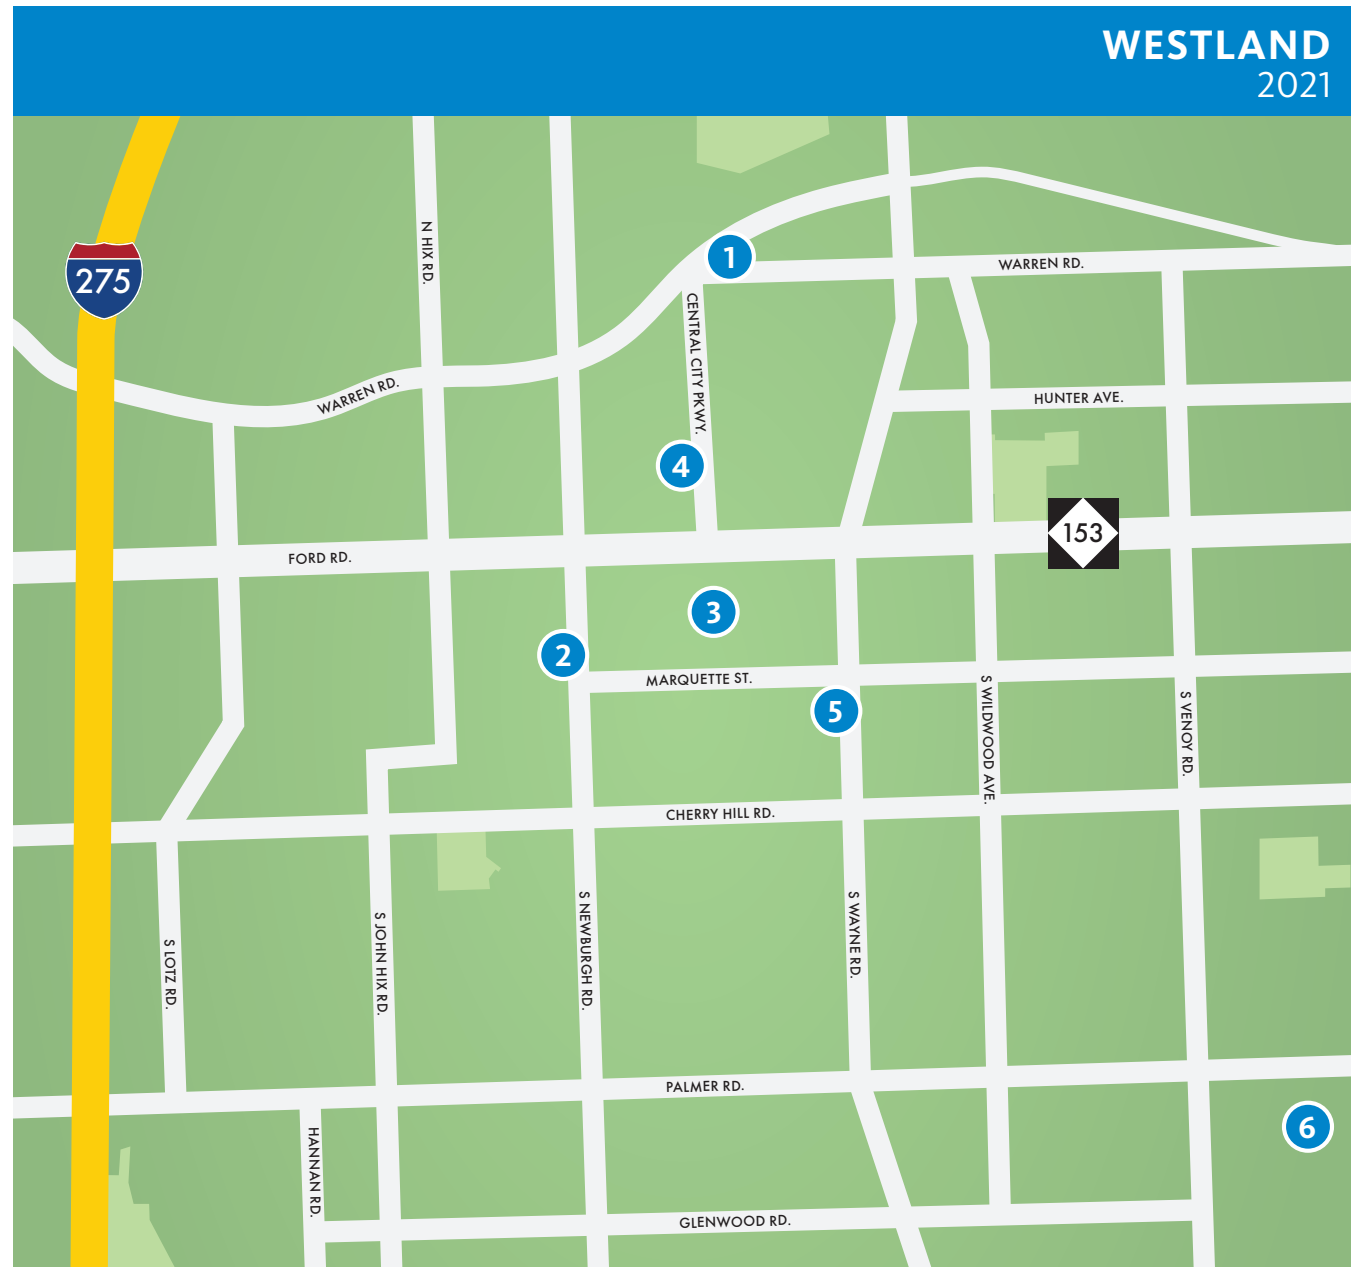 WESTLAND
2021
N HIX RD.
275
1
WARREN RD.
CENTRAL CITY PKWY.
WARREN RD.
HUNTER AVE.
4
153
FORD RD.
3
2
MARQUETTE ST.
5
S WILDWOOD AVE.
S VENOY RD.
CHERRY HILL RD.
S LOTZ RD.
S JOHN HIX RD.
S NEWBURGH RD.
S WAYNE RD.
PALMER RD.
6
HANNAN RD.
GLENWOOD RD.